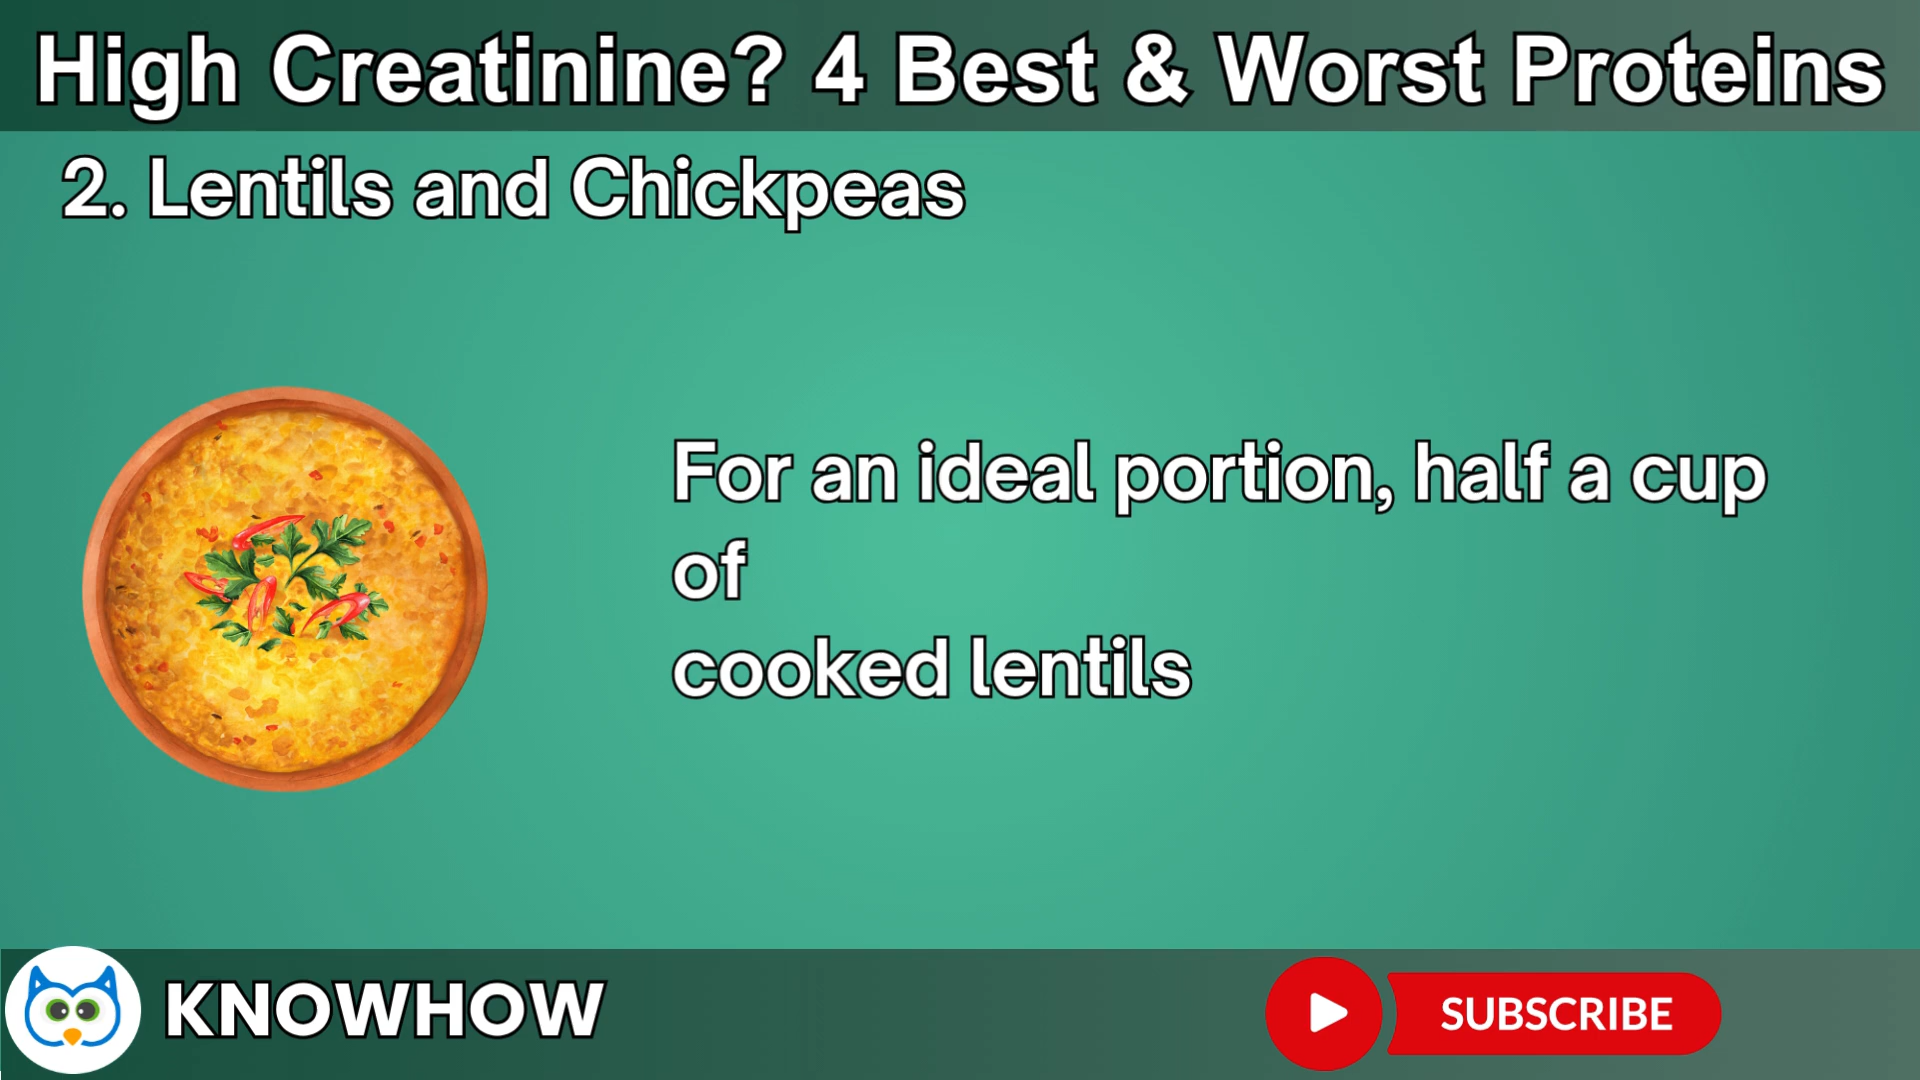 High Creatinine? 4 Best & Worst Proteins
2. Lentils and Chickpeas
For an ideal portion, half a cup
of
cooked lentils
KNOWHOW
SUBSCRIBE